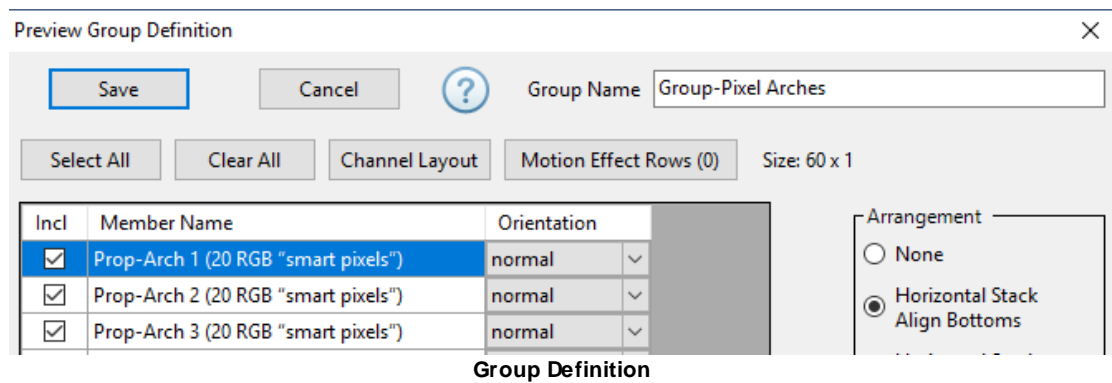 Preview Group Definition
Save Cancel ? Group Name Group-Pixel Arches
Select All Clear All Channel Layout Motion Effect Rows (0) Size: 60 x 1
Incl Member Name Orientation
Arrangement
Prop-Arch 1 (20 RGB “smart pixels”) normal
None
Prop-Arch 2 (20 RGB “smart pixels”) normal
Horizontal Stack
Align Bottoms
Prop-Arch 3 (20 RGB “smart pixels”) normal
Group Definition